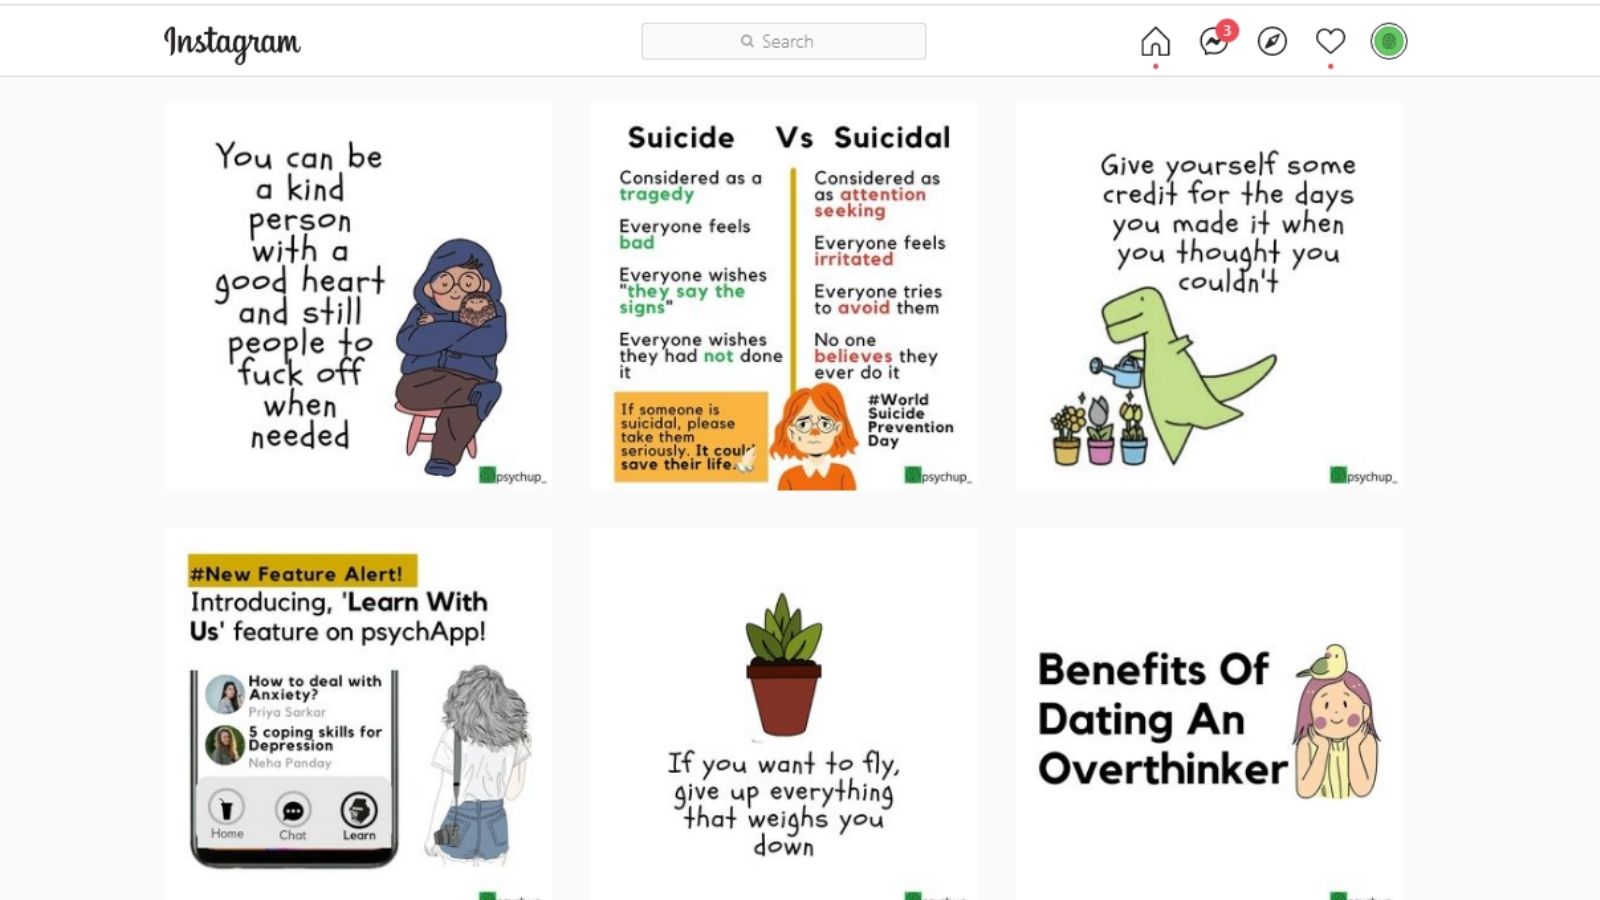 Instagram
Search
3
You can be
a kind
person
with a
good heart
and still
people to
fuck off
when
needed
psychup_
Suicide Vs Suicidal
Considered as a
tragedy
Everyone feels
bad
Everyone wishes
"they say the
signs"
Everyone wishes
they had not done
it
Considered as
as attention
seeking
Everyone feels
irritated
Everyone tries
to avoid them
No one
believes they
ever do it
If someone is
suicidal, please
take them
seriously. It could
save their life.
#World
Suicide
Prevention
Day
psychup_
Give yourself some
credit for the days
you made it when
you thought you
couldn't
psychup_
#New Feature Alert!
Introducing, 'Learn With
Us' feature on psychApp!
How to deal with
Anxiety?
Priya Sarkar
5 coping skills for
Depression
Neha Panday
Home
Chat
Learn
If you want to fly,
give up everything
that weighs you
down
Benefits Of
Dating An
Overthinker